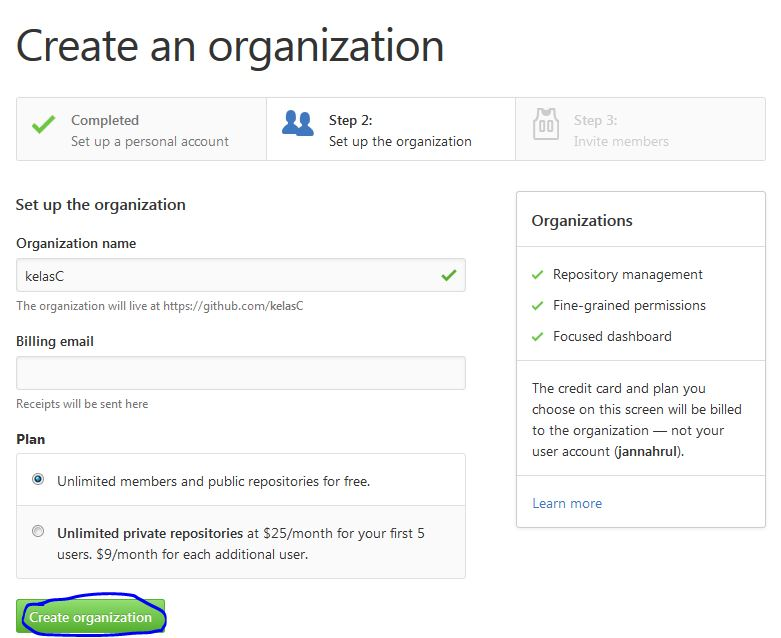 Create an organization
Completed
Set up a personal account
Step 2:
Set up the organization
Step 3:
Invite members
Set up the organization
Organization name
kelasC
The organization will live at https://github.com/kelasC
Billing email
Receipts will be sent here
Plan
Unlimited members and public repositories for free.
Unlimited private repositories at $25/month for your first 5
users. $9/month for each additional user.
Create organization
Organizations
Repository management
Fine-grained permissions
Focused dashboard
The credit card and plan you
choose on this screen will be billed
to the organization — not your
user account (jannahrul).
Learn more